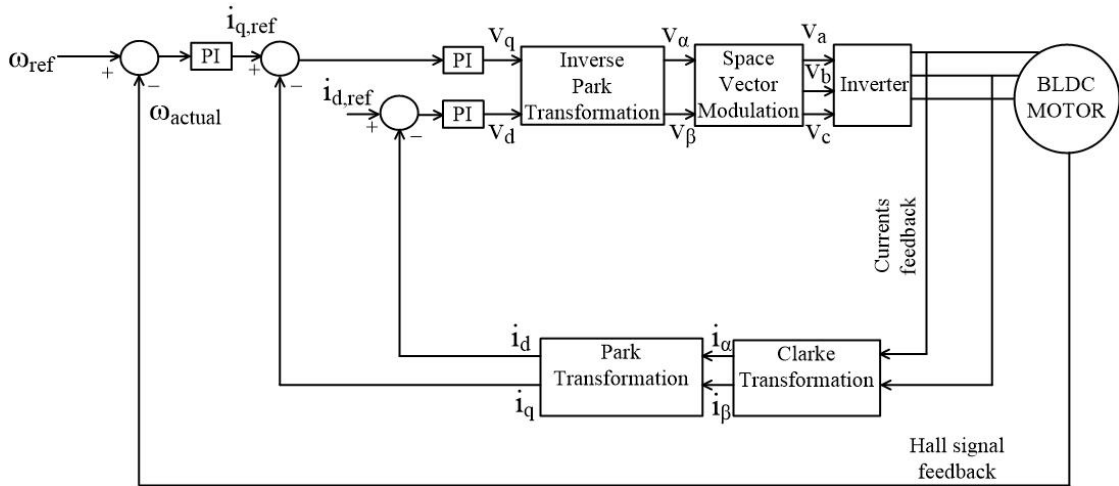 i_q,ref
ω_ref
+
−
PI
+
−
ω_actual
PI
v_q
i_d,ref
+
−
PI
v_d
Inverse
Park
Transformation
v_α
v_β
Space
Vector
Modulation
v_a
v_b
v_c
Inverter
BLDC
MOTOR
Currents
feedback
i_d
i_q
Park
Transformation
i_α
i_β
Clarke
Transformation
Hall signal
feedback